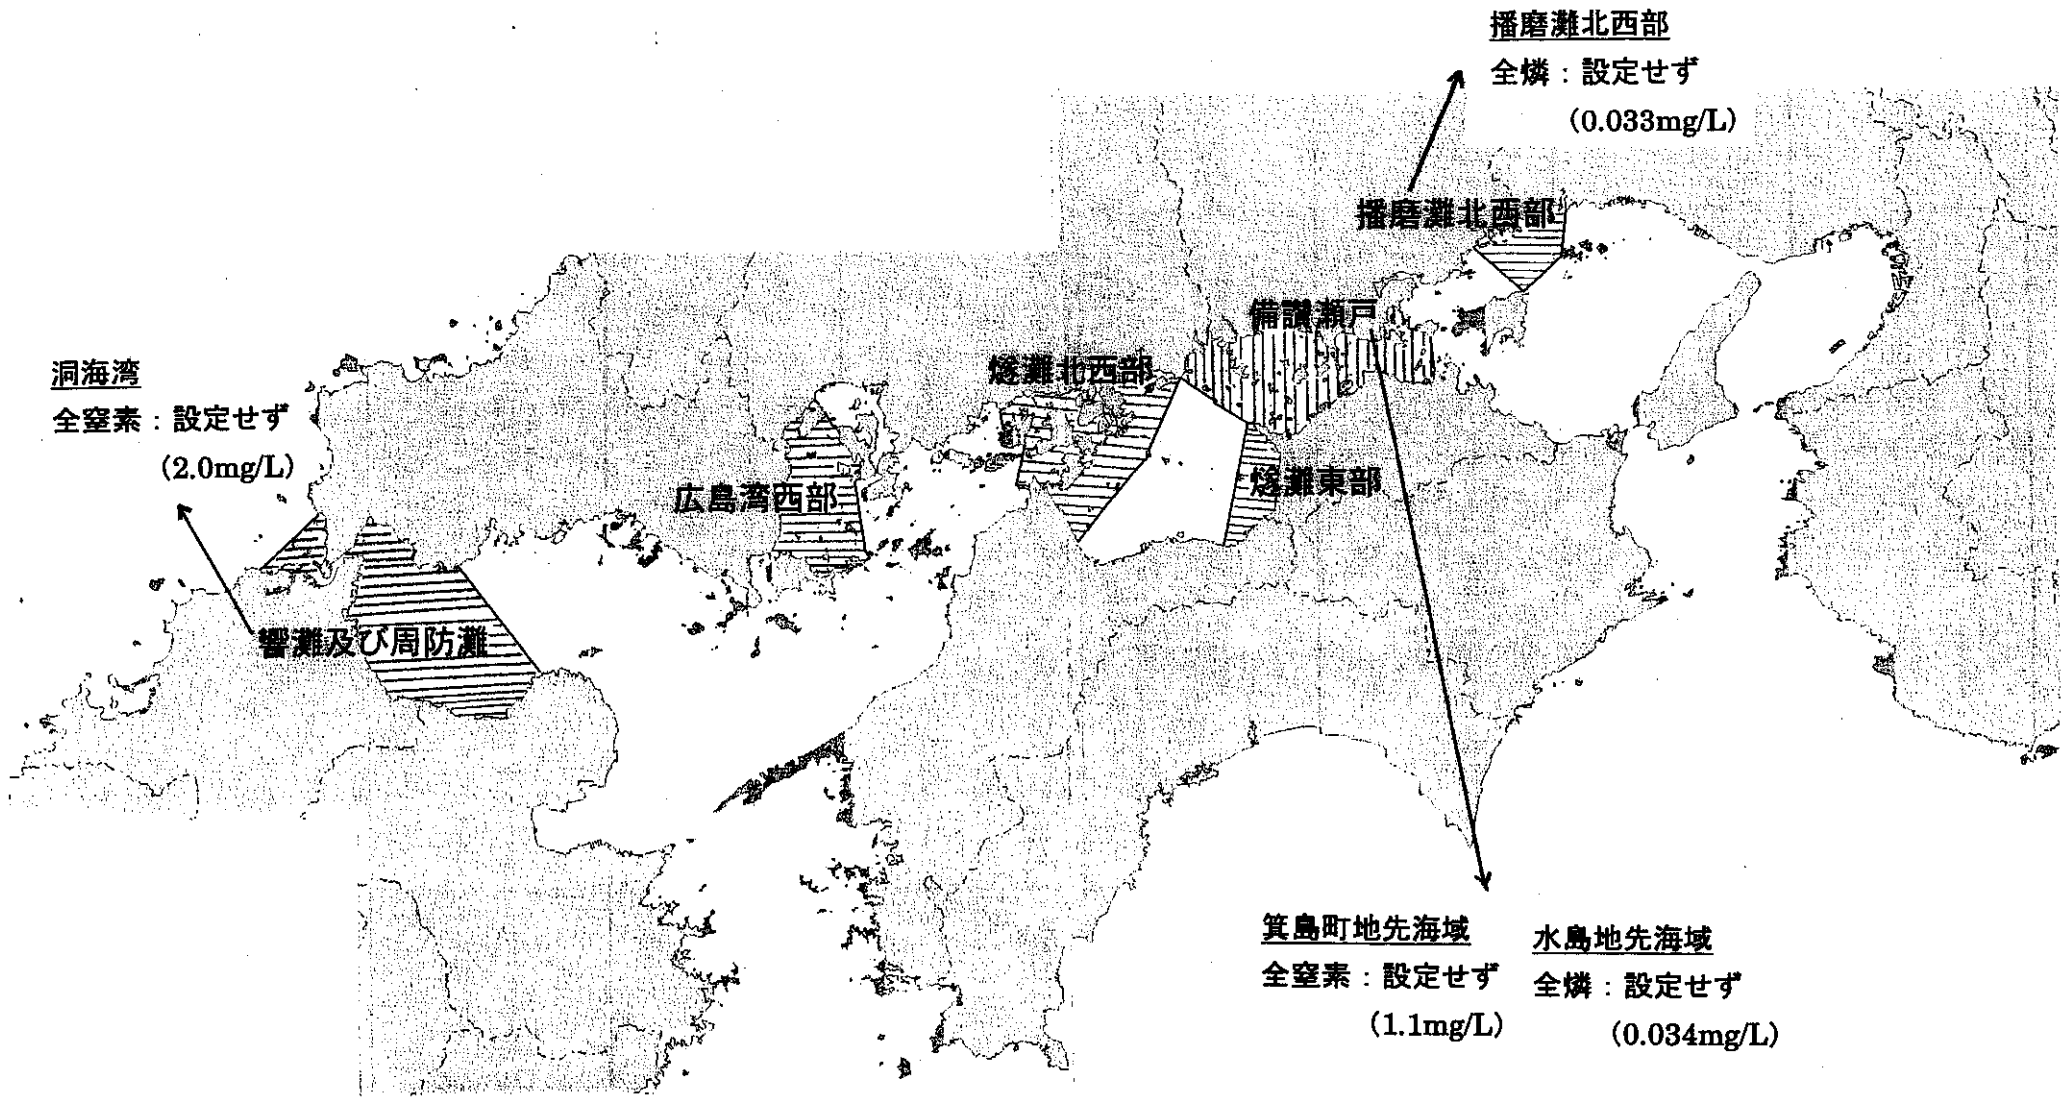 播磨灘北西部
全燐：設定せず
(0.033mg/L)
播磨灘北西部
備讃瀬戸
燧灘北西部
洞海湾
全窒素：設定せず
(2.0mg/L)
燧灘東部
広島湾西部
響灘及び周防灘
箕島町地先海域
全窒素：設定せず
(1.1mg/L)
水島地先海域
全燐：設定せず
(0.034mg/L)